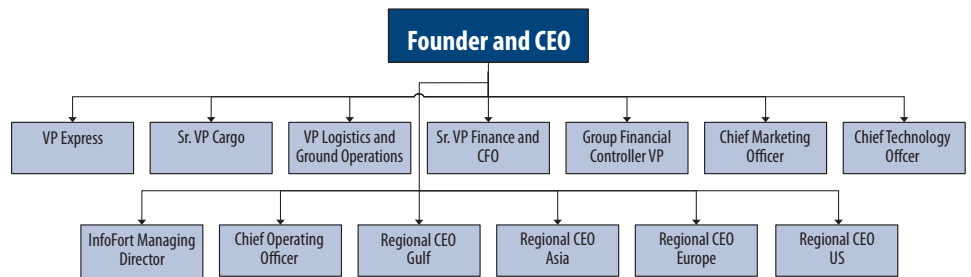 Founder and CEO
VP Express
Sr. VP Cargo
VP Logistics and
Ground Operations
Sr. VP Finance and
CFO
Group Financial
Controller VP
Chief Marketing
Officer
Chief Technology
Offcer
InfoFort Managing
Director
Chief Operating
Officer
Regional CEO
Gulf
Regional CEO
Asia
Regional CEO
Europe
Regional CEO
US